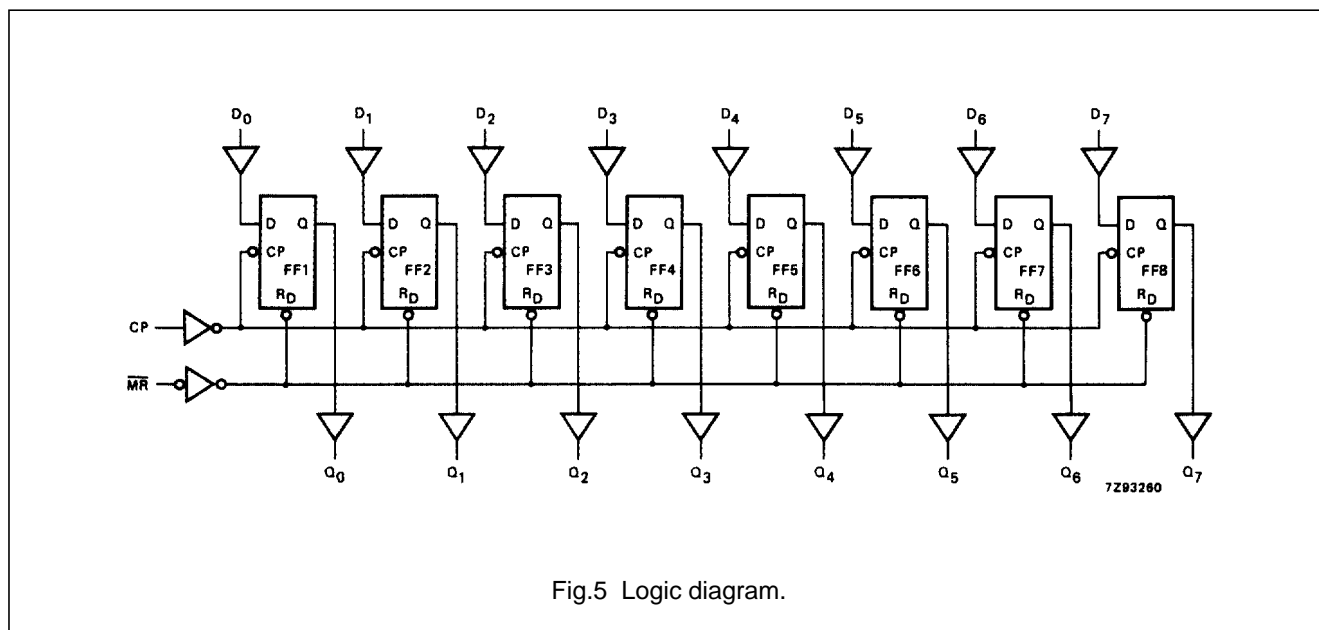 D0 D1 D2 D3 D4 D5 D6 D7
D Q D Q D Q D Q D Q D Q D Q D Q
CP CP CP CP CP CP CP CP
FF1 FF2 FF3 FF4 FF5 FF6 FF7 FF8
RD RD RD RD RD RD RD RD
CP
MR
Q0 Q1 Q2 Q3 Q4 Q5 Q6 Q7
7Z93260
Fig.5 Logic diagram.